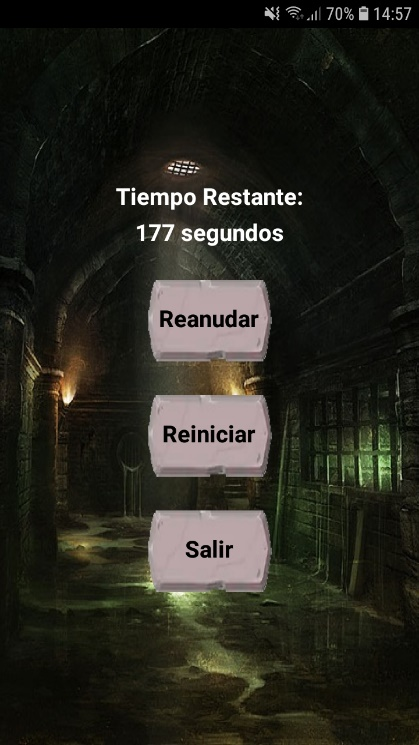 70% 14:57
Tiempo Restante:
177 segundos
Reanudar
Reiniciar
Salir